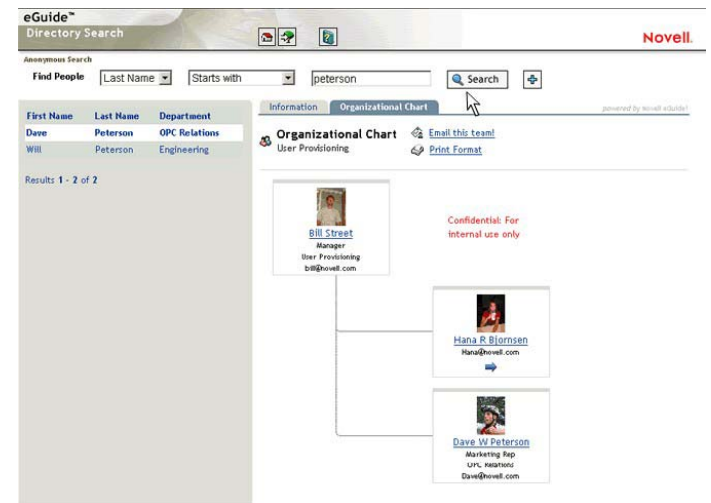 eGuide™
Directory Search
Novell.
Anonymous Search
Find People Last Name Starts with peterson Search
First Name Last Name Department
Dave Peterson OPC Relations
Will Peterson Engineering
Results 1 - 2 of 2
Information Organizational Chart powered by novell eGuide!
Organizational Chart
User Provisioning
Email this team!
Print Format
Bill Street
Manager
User Provisioning
bill@novell.com
Confidential: For
internal use only
Hana R Bjornsen
Hana@novell.com
Dave W Peterson
Marketing Rep
OPC Relations
Dave@novell.com